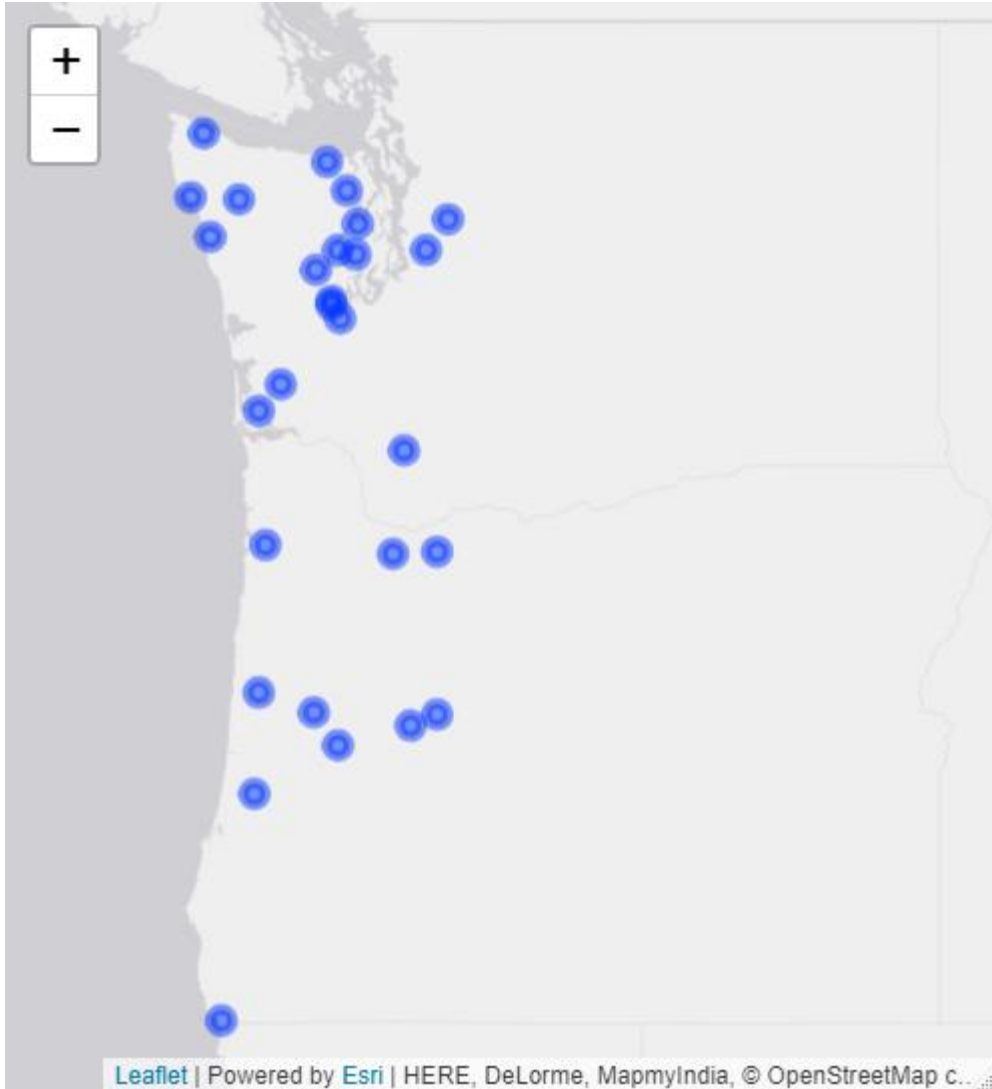 +
−
Leaflet | Powered by Esri | HERE, DeLorme, MapmyIndia, © OpenStreetMap c...